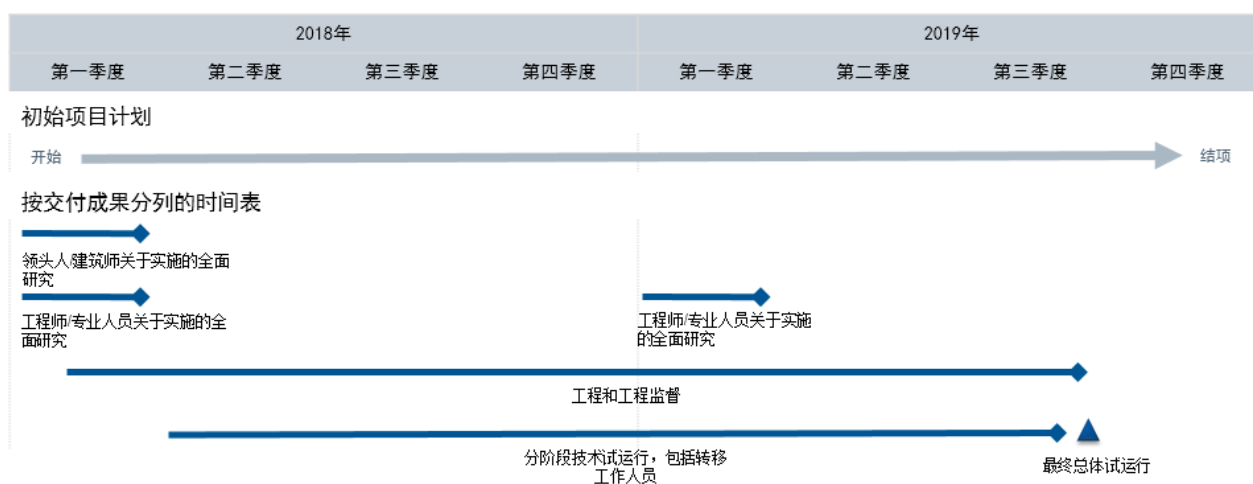 2018年
2019年
第一季度
第二季度
第三季度
第四季度
第一季度
第二季度
第三季度
第四季度
初始项目计划
开始
结项
按交付成果分列的时间表
领头人/建筑师关于实施的全面
研究
工程师/专业人员关于实施的全
面研究
工程师/专业人员关于实施
的全面研究
工程和工程监督
分阶段技术试运行，包括转移
工作人员
最终总体试运行